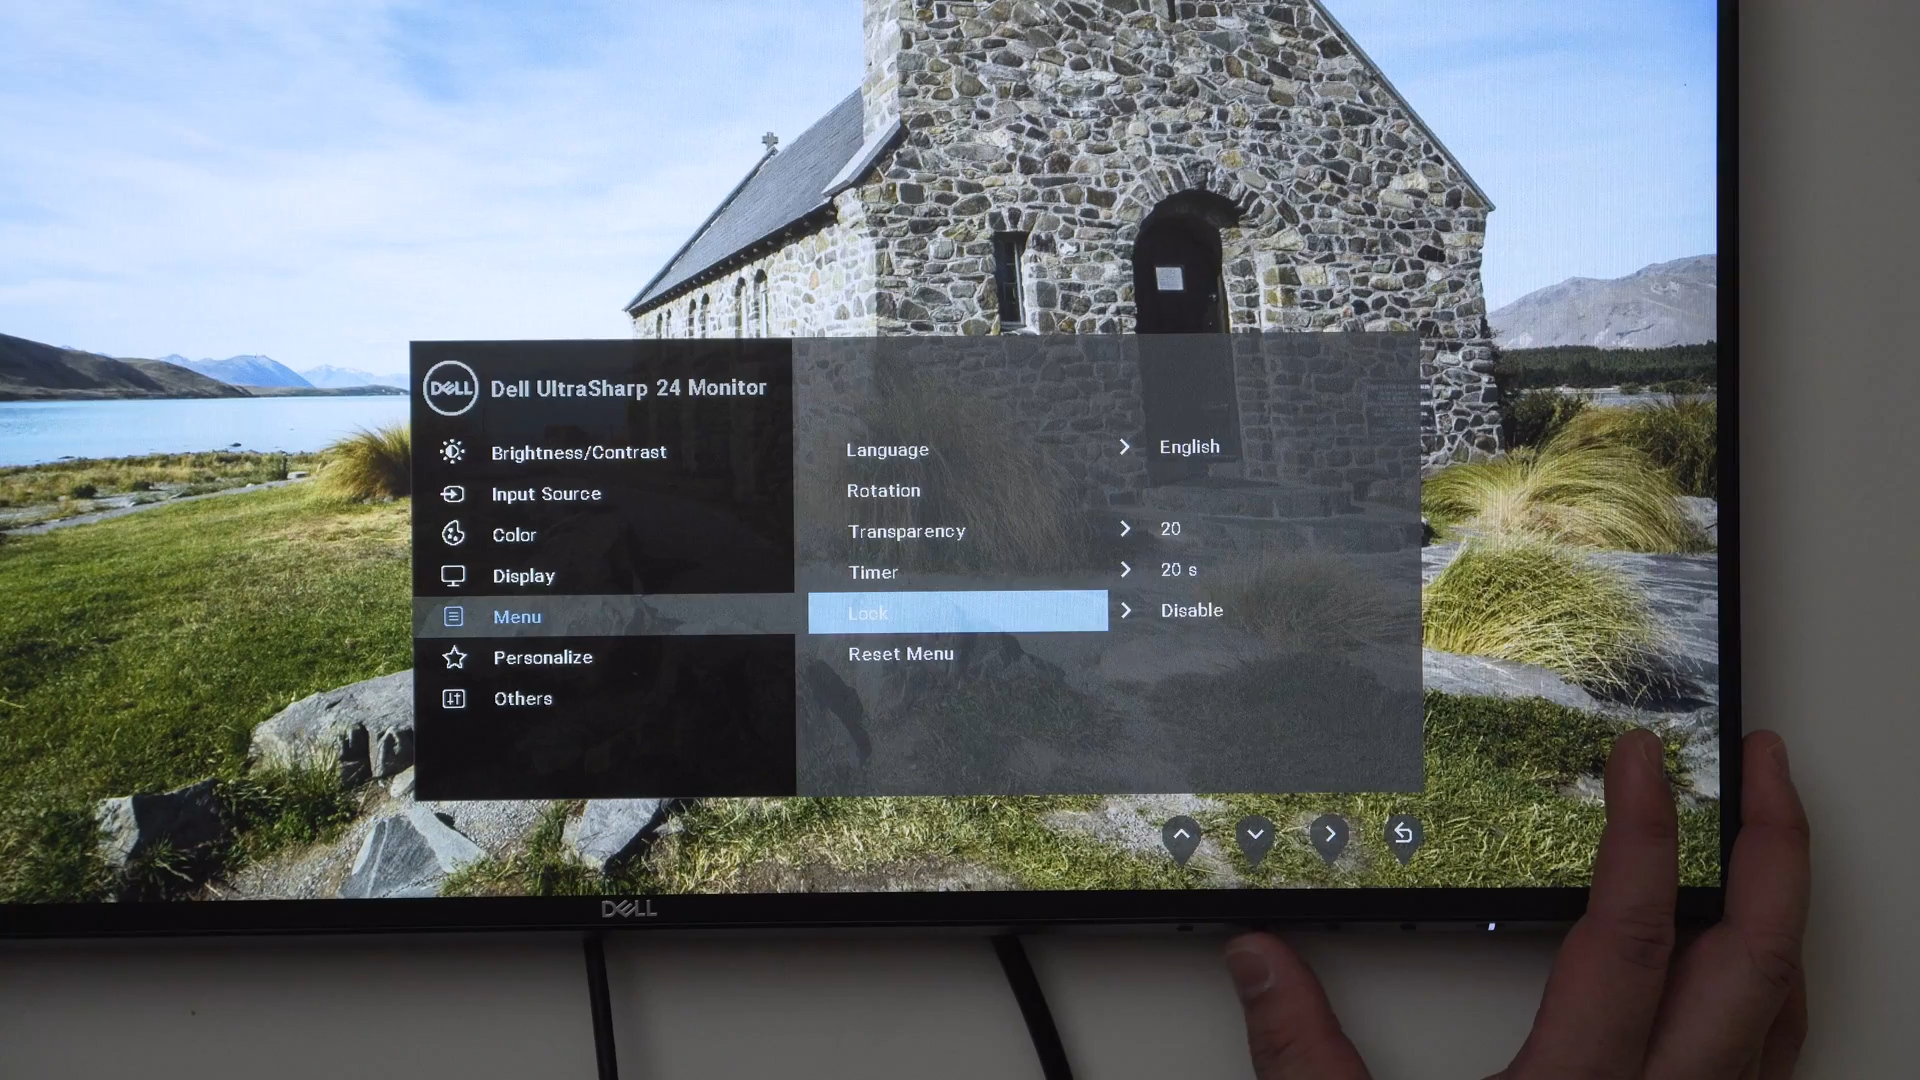 DELL Dell UltraSharp 24 Monitor
Brightness/Contrast
Input Source
Color
Display
Menu
Personalize
Others
Language English
Rotation
Transparency 20
Timer 20 s
Lock Disable
Reset Menu
DELL